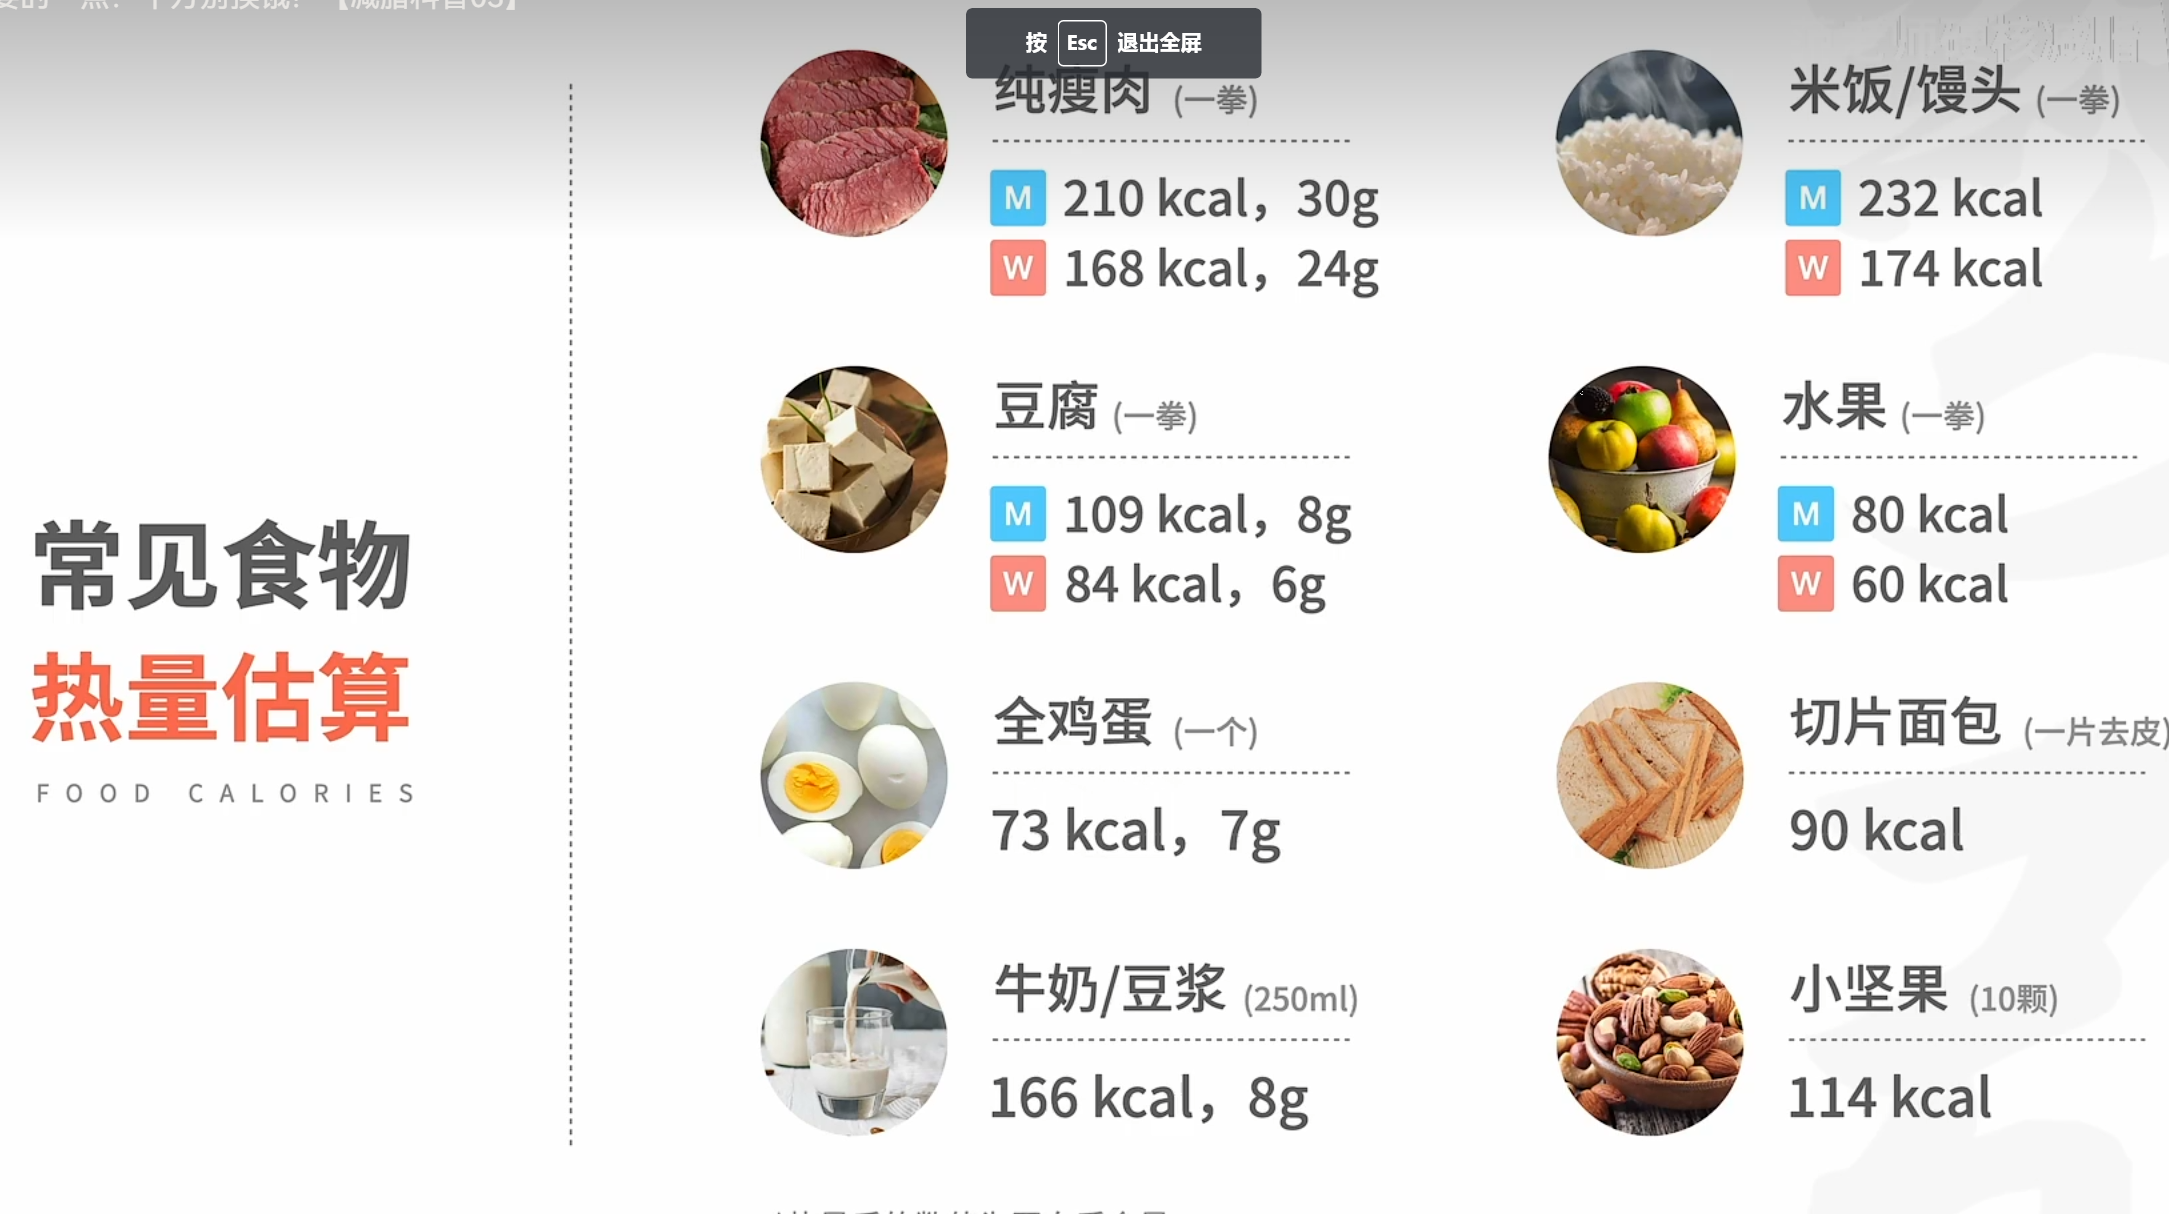 按 Esc 退出全屏
常见食物
热量估算
FOOD CALORIES
纯瘦肉 (一拳)
M 210 kcal，30g
W 168 kcal，24g
豆腐 (一拳)
M 109 kcal，8g
W 84 kcal，6g
全鸡蛋 (一个)
73 kcal，7g
牛奶/豆浆 (250ml)
166 kcal，8g
米饭/馒头 (一拳)
M 232 kcal
W 174 kcal
水果 (一拳)
M 80 kcal
W 60 kcal
切片面包 (一片去皮)
90 kcal
小坚果 (10颗)
114 kcal